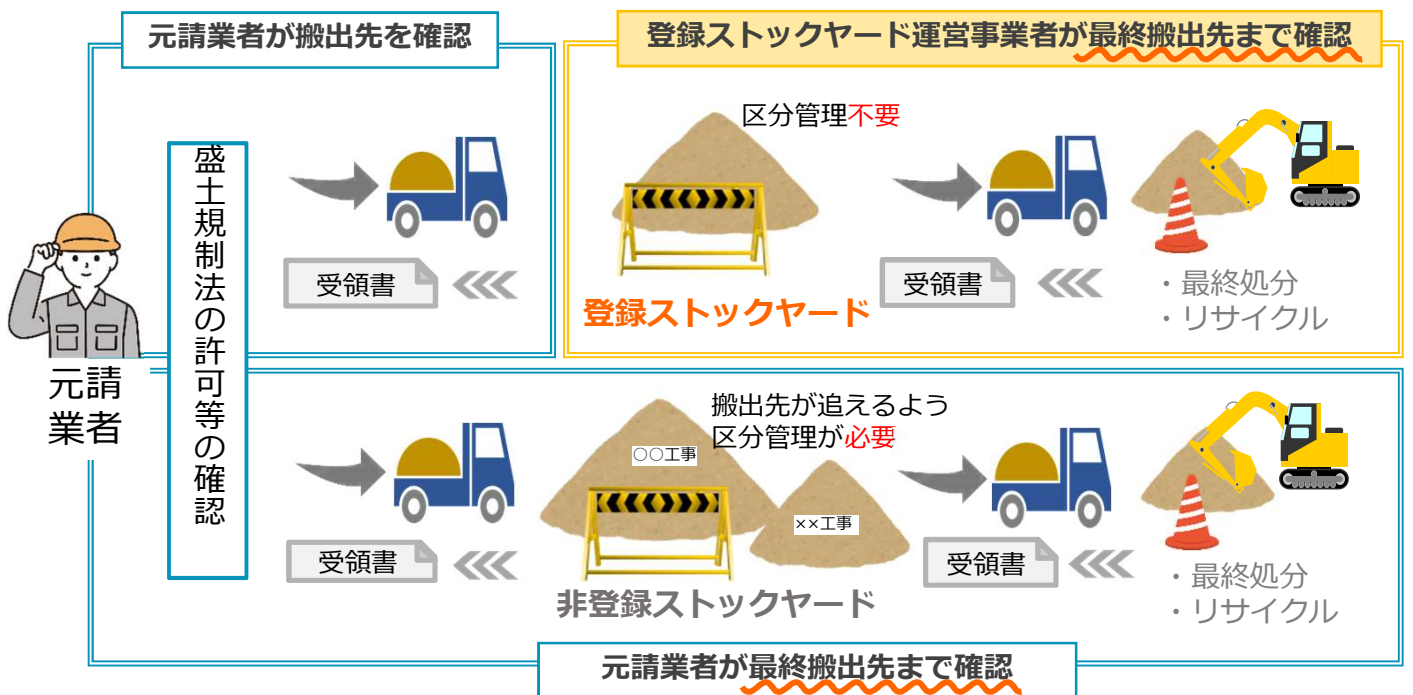 元請業者が搬出先を確認
登録ストックヤード運営事業者が最終搬出先まで確認
盛土規制法の許可等の確認
元請
業者
受領書
区分管理不要
登録ストックヤード
受領書
・最終処分
・リサイクル
受領書
搬出先が追えるよう
区分管理が必要
○○工事
××工事
非登録ストックヤード
受領書
・最終処分
・リサイクル
元請業者が最終搬出先まで確認